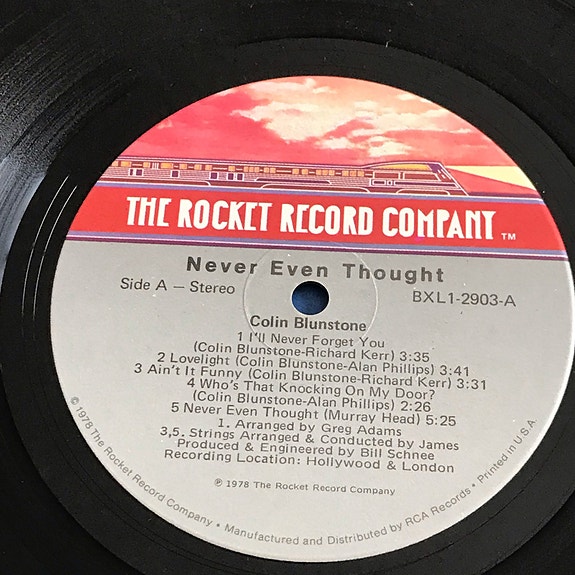 THE ROCKET RECORD COMPANY ™
Never Even Thought
Side A — Stereo
BXL1-2903-A
Colin Blunstone
1 I'll Never Forget You
(Colin Blunstone-Richard Kerr) 3:35
2 Lovelight (Colin Blunstone-Alan Phillips) 3:41
3 Ain't It Funny (Colin Blunstone-Richard Kerr) 3:31
4 Who's That Knocking On My Door?
(Colin Blunstone-Alan Phillips) 2:26
5 Never Even Thought (Murray Head) 5:25
1. Arranged by Greg Adams
3,5. Strings Arranged & Conducted by James
Produced & Engineered by Bill Schnee
Recording Location: Hollywood & London
℗ 1978 The Rocket Record Company
© 1978 The Rocket Record Company • Manufactured and Distributed by RCA Records • Printed in U.S.A